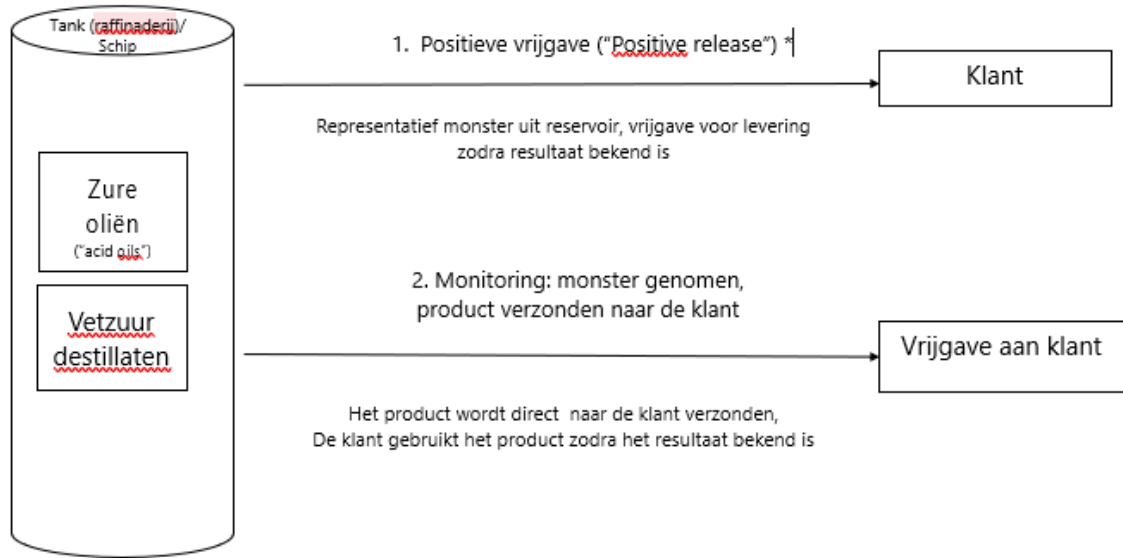 Tank (raffinaderij)/
Schip
1. Positieve vrijgave (“Positive release”) *
Klant
Representatief monster uit reservoir, vrijgave voor levering
zodra resultaat bekend is
Zure
oliën
(“acid oils”)
2. Monitoring: monster genomen,
product verzonden naar de klant
Vetzuur
destillaten
Vrijgave aan klant
Het product wordt direct naar de klant verzonden,
De klant gebruikt het product zodra het resultaat bekend is